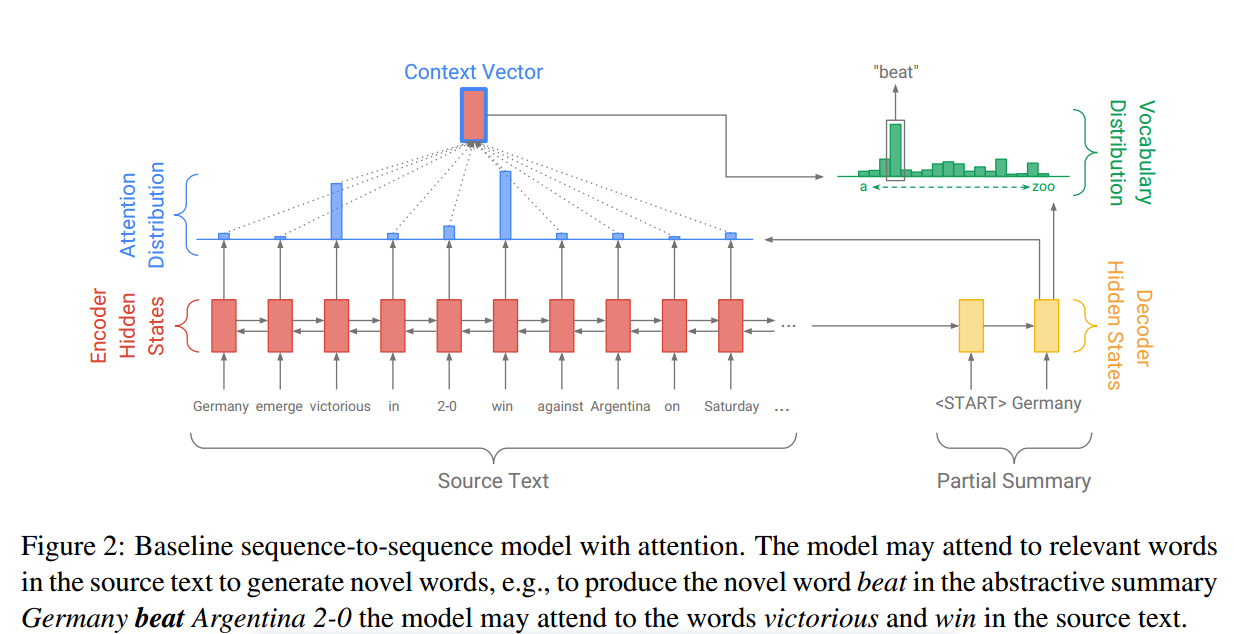 Context Vector
"beat"
Vocabulary
Distribution
a
zoo
Attention
Distribution
Encoder
Hidden
States
...
Decoder
Hidden States
Germany emerge victorious in 2-0 win against Argentina on Saturday ...
<START> Germany
Source Text
Partial Summary
Figure 2: Baseline sequence-to-sequence model with attention. The model may attend to relevant words
in the source text to generate novel words, e.g., to produce the novel word beat in the abstractive summary
Germany beat Argentina 2-0 the model may attend to the words victorious and win in the source text.